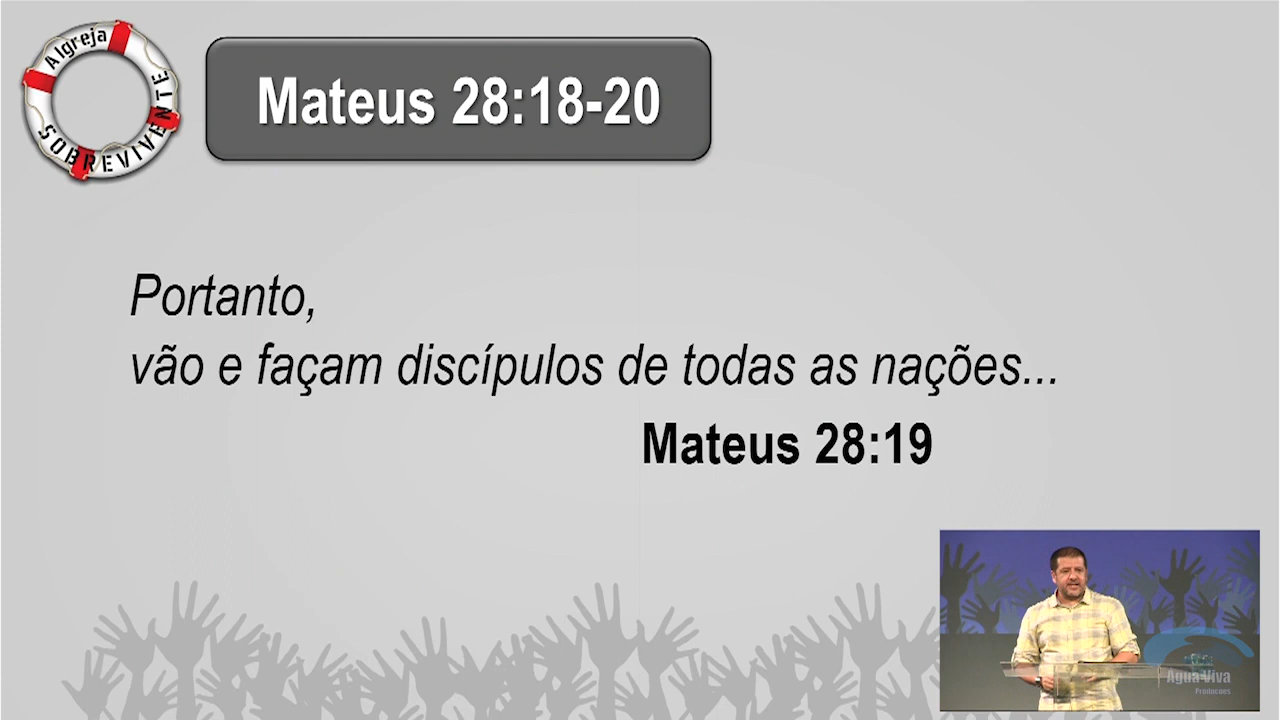 A Igreja
SOBREVIVENTE
Mateus 28:18-20
Portanto,
vão e façam discípulos de todas as nações...
Mateus 28:19
Água Viva
Producoes